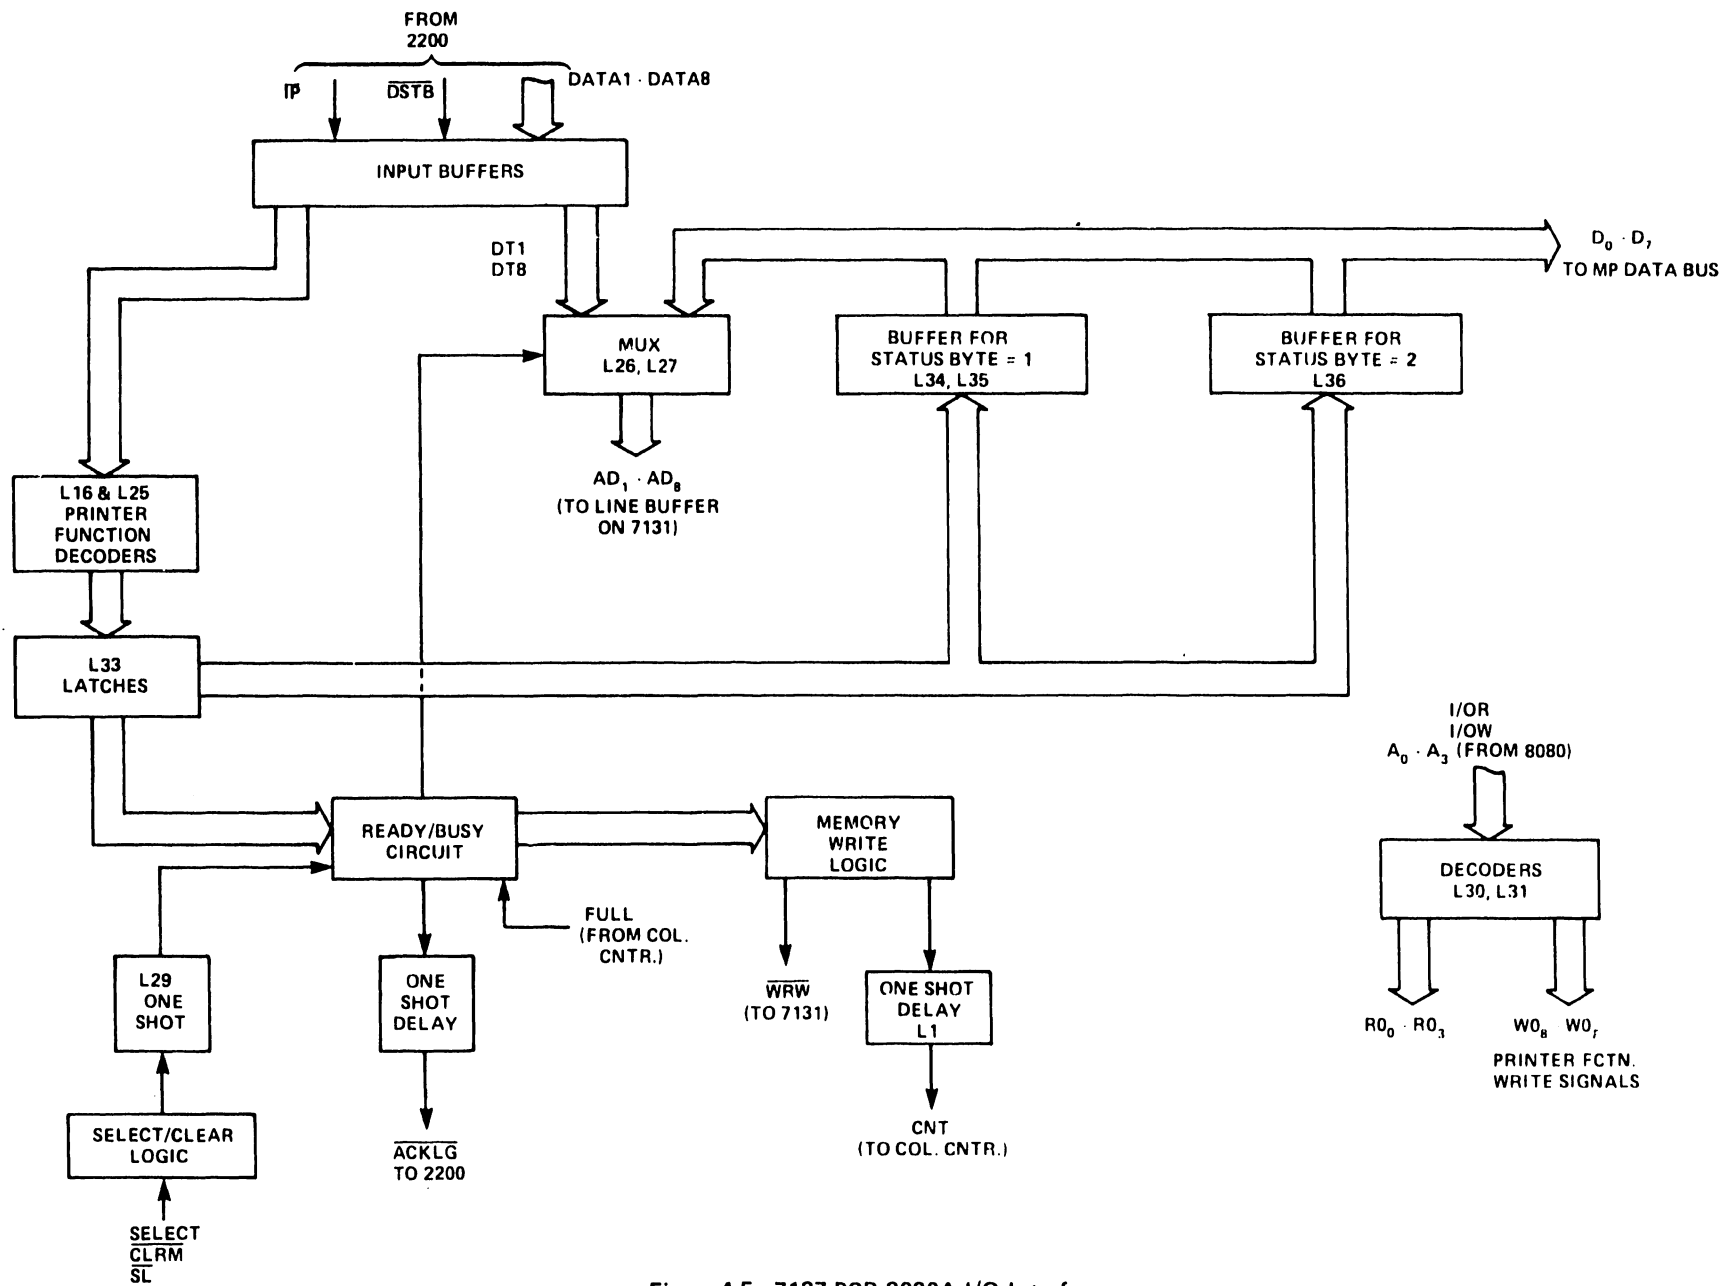 FROM
2200
IP
DSTB
DATA1 · DATA8
INPUT BUFFERS
DT1
DT8
D₀ · D₇
TO MP DATA BUS
MUX
L26, L27
BUFFER FOR
STATUS BYTE = 1
L34, L35
BUFFER FOR
STATUS BYTE = 2
L36
AD₁ · AD₈
(TO LINE BUFFER
ON 7131)
L16 & L25
PRINTER
FUNCTION
DECODERS
L33
LATCHES
I/OR
I/OW
A₀ · A₃ (FROM 8080)
READY/BUSY
CIRCUIT
MEMORY
WRITE
LOGIC
DECODERS
L30, L31
FULL
(FROM COL.
CNTR.)
L29
ONE
SHOT
ONE
SHOT
DELAY
WRW
(TO 7131)
ONE SHOT
DELAY
L1
R0₀ · R0₃
W0₈
PRINTER FCTN.
WRITE SIGNALS
SELECT/CLEAR
LOGIC
ACKLG
TO 2200
CNT
(TO COL. CNTR.)
SELECT
CLRM
SL